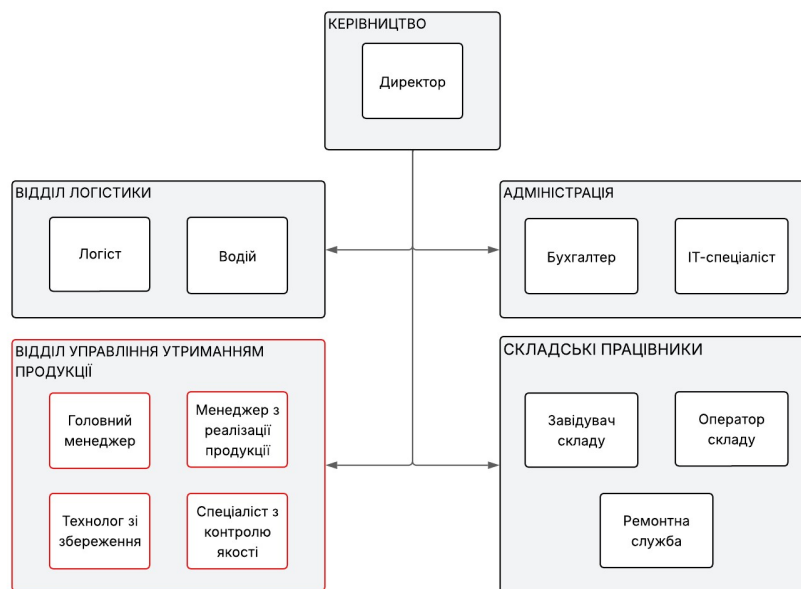 КЕРІВНИЦТВО
Директор
ВІДДІЛ ЛОГІСТИКИ
Логіст
Водій
АДМІНІСТРАЦІЯ
Бухгалтер
ІТ-спеціаліст
ВІДДІЛ УПРАВЛІННЯ УТРИМАННЯМ
ПРОДУКЦІЇ
Головний
менеджер
Менеджер з
реалізації
продукції
Технолог зі
збереження
Спеціаліст з
контролю
якості
СКЛАДСЬКІ ПРАЦІВНИКИ
Завідувач
складу
Оператор
складу
Ремонтна
служба